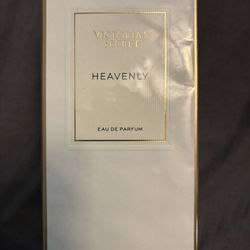 VICTORIA'S
SECRET
HEAVENLY
EAU DE PARFUM